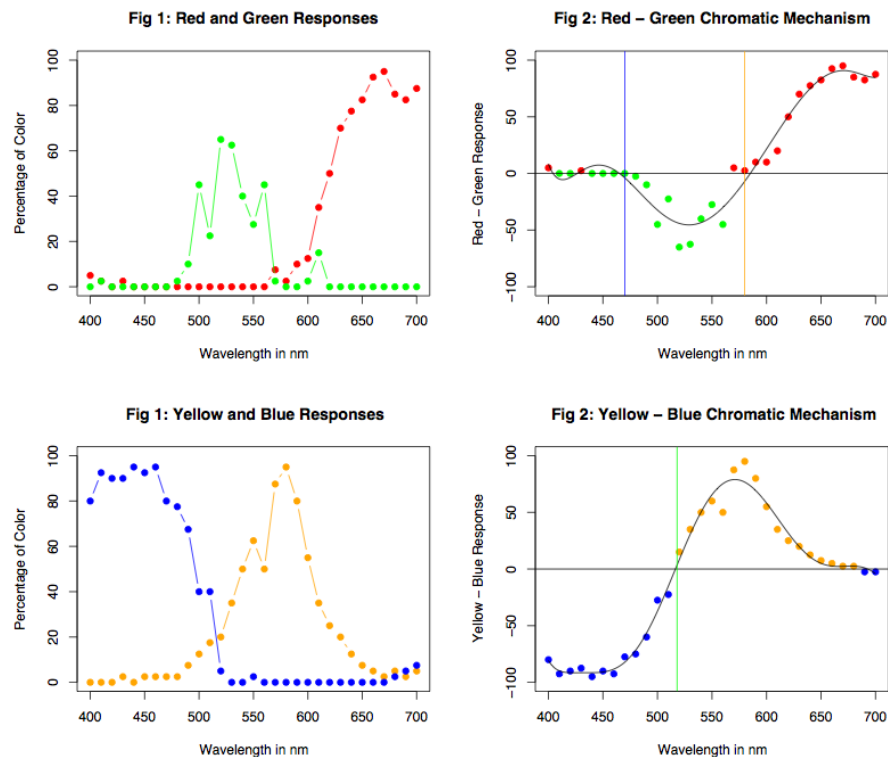 Fig 1: Red and Green Responses
Percentage of Color
100
80
60
40
20
0
400 450 500 550 600 650 700
Wavelength in nm
Fig 2: Red − Green Chromatic Mechanism
Red − Green Response
100
50
0
−50
−100
400 450 500 550 600 650 700
Wavelength in nm
Fig 1: Yellow and Blue Responses
Percentage of Color
100
80
60
40
20
0
400 450 500 550 600 650 700
Wavelength in nm
Fig 2: Yellow − Blue Chromatic Mechanism
Yellow − Blue Response
100
50
0
−50
−100
400 450 500 550 600 650 700
Wavelength in nm